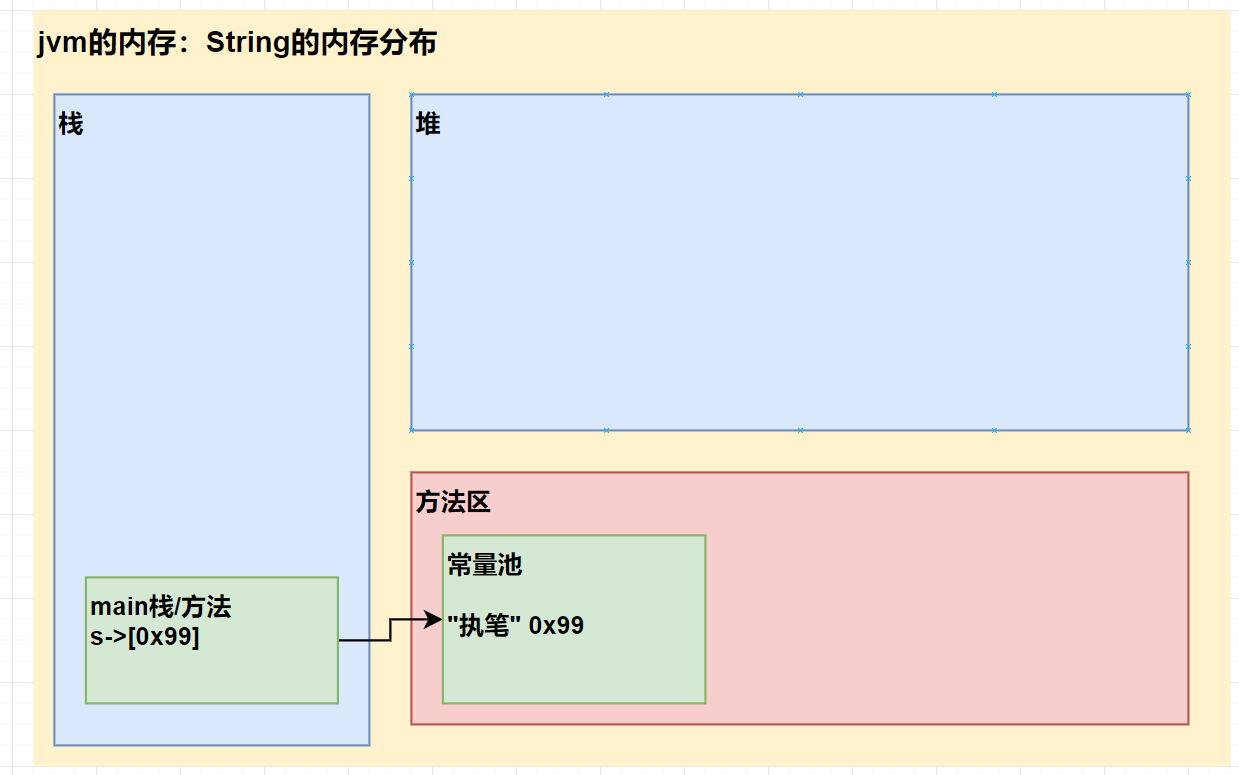 jvm的内存：String的内存分布
栈
堆
方法区
常量池
"执笔" 0x99
main栈/方法
s->[0x99]